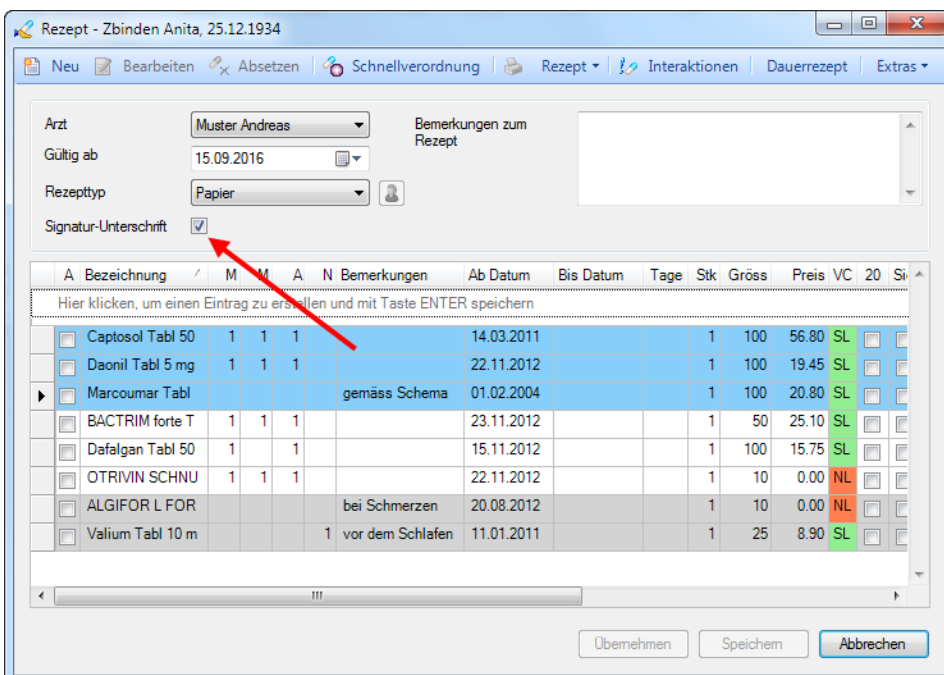 Rezept - Zbinden Anita, 25.12.1934
Neu Bearbeiten Absetzen Schnellverordnung Rezept Interaktionen Dauerrezept Extras
Arzt Muster Andreas Bemerkungen zum
Rezept
Gültig ab 15.09.2016
Rezepttyp Papier
Signatur-Unterschrift
A Bezeichnung M M A N Bemerkungen Ab Datum Bis Datum Tage Stk Gröss Preis VC 20 Si
Hier klicken, um einen Eintrag zu erstellen und mit Taste ENTER speichern
Captosol Tabl 50 1 1 1 14.03.2011 1 100 56.80 SL
Daonil Tabl 5 mg 1 1 1 22.11.2012 1 100 19.45 SL
Marcoumar Tabl gemäss Schema 01.02.2004 1 100 20.80 SL
BACTRIM forte T 1 1 1 23.11.2012 1 50 25.10 SL
Dafalgan Tabl 50 1 1 15.11.2012 1 100 15.75 SL
OTRIVIN SCHNU 1 1 1 22.11.2012 1 10 0.00 NL
ALGIFOR L FOR bei Schmerzen 20.08.2012 1 10 0.00 NL
Valium Tabl 10 m 1 vor dem Schlafen 11.01.2011 1 25 8.90 SL
Übernehmen Speichern Abbrechen